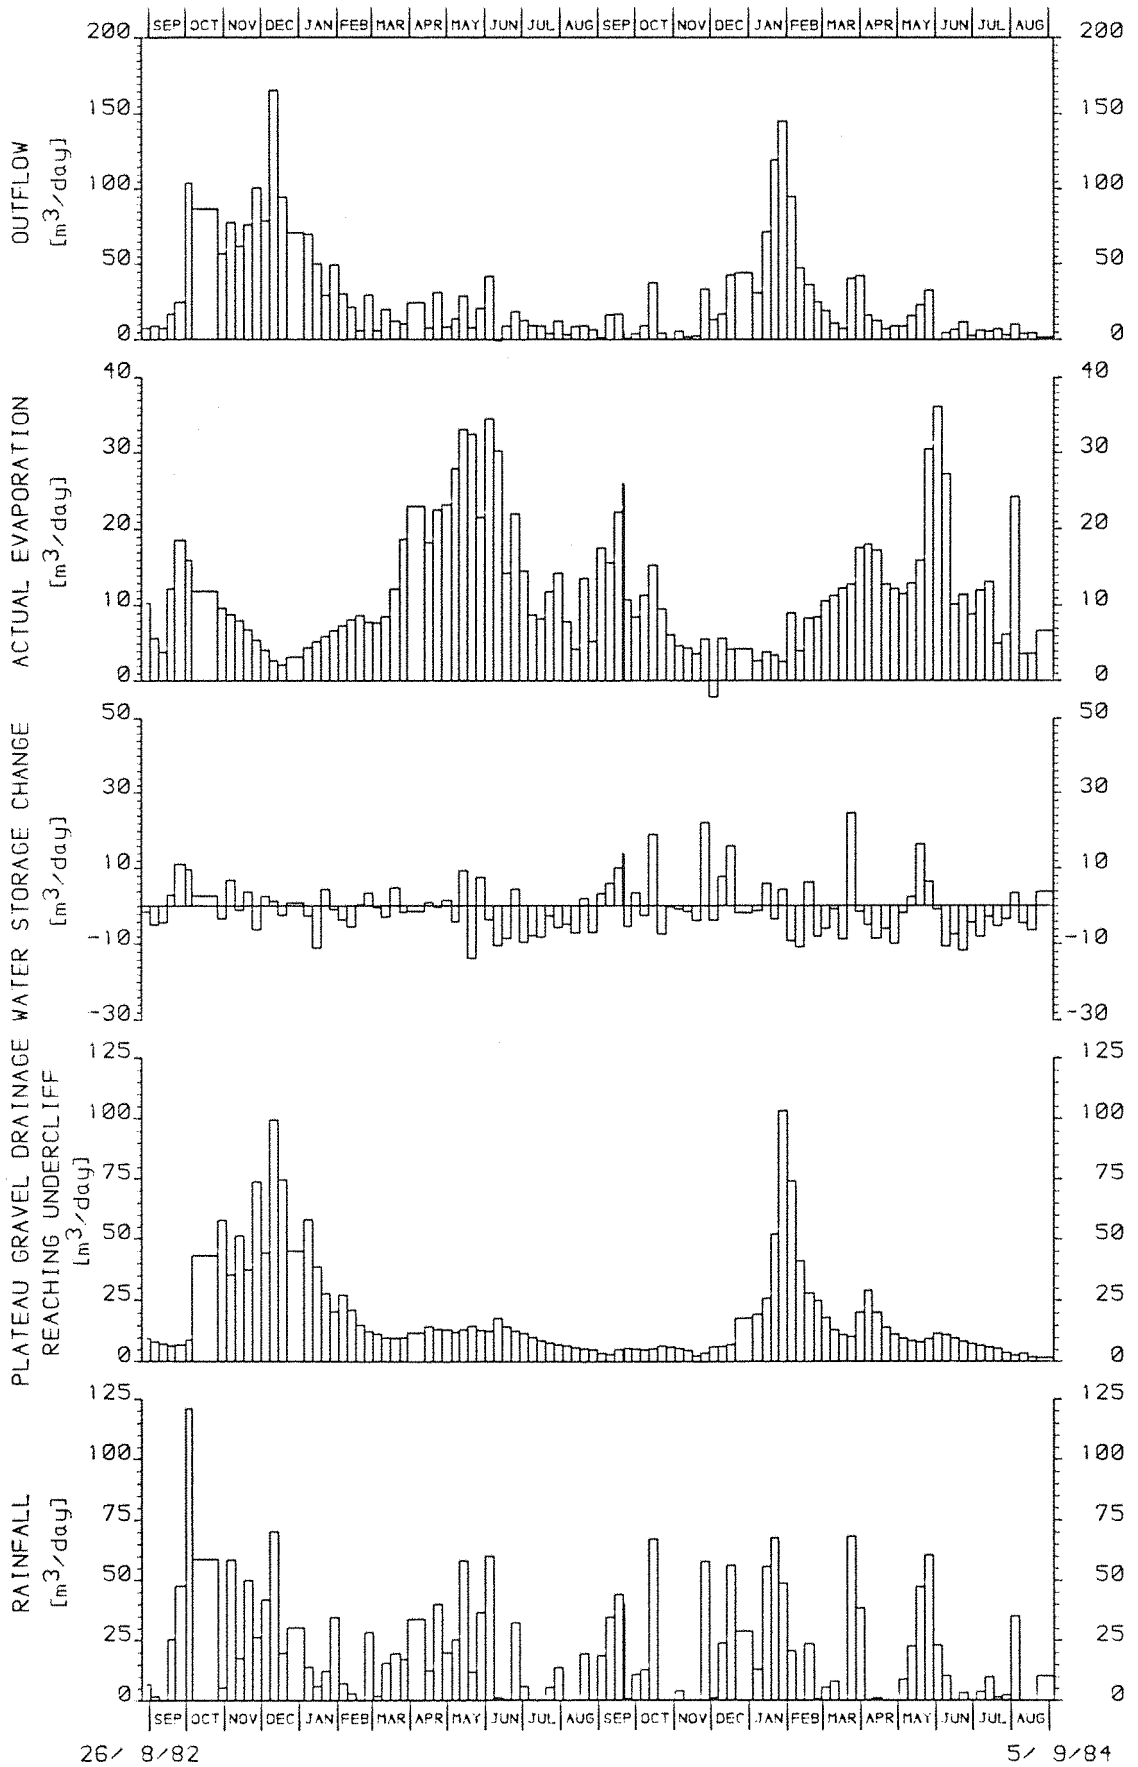 SEP OCT NOV DEC JAN FEB MAR APR MAY JUN JUL AUG SEP OCT NOV DEC JAN FEB MAR APR MAY JUN JUL AUG
OUTFLOW
[m³/day]
200 200
150 150
100 100
50 50
0 0
ACTUAL EVAPORATION
[m³/day]
40 40
30 30
20 20
10 10
0 0
WATER STORAGE CHANGE
[m³/day]
50 50
30 30
10 10
-10 -10
-30 -30
PLATEAU GRAVEL DRAINAGE
REACHING UNDERCLIFF
[m³/day]
125 125
100 100
75 75
50 50
25 25
0 0
RAINFALL
[m³/day]
125 125
100 100
75 75
50 50
25 25
0 0
SEP OCT NOV DEC JAN FEB MAR APR MAY JUN JUL AUG SEP OCT NOV DEC JAN FEB MAR APR MAY JUN JUL AUG
26/ 8/82 5/ 9/84